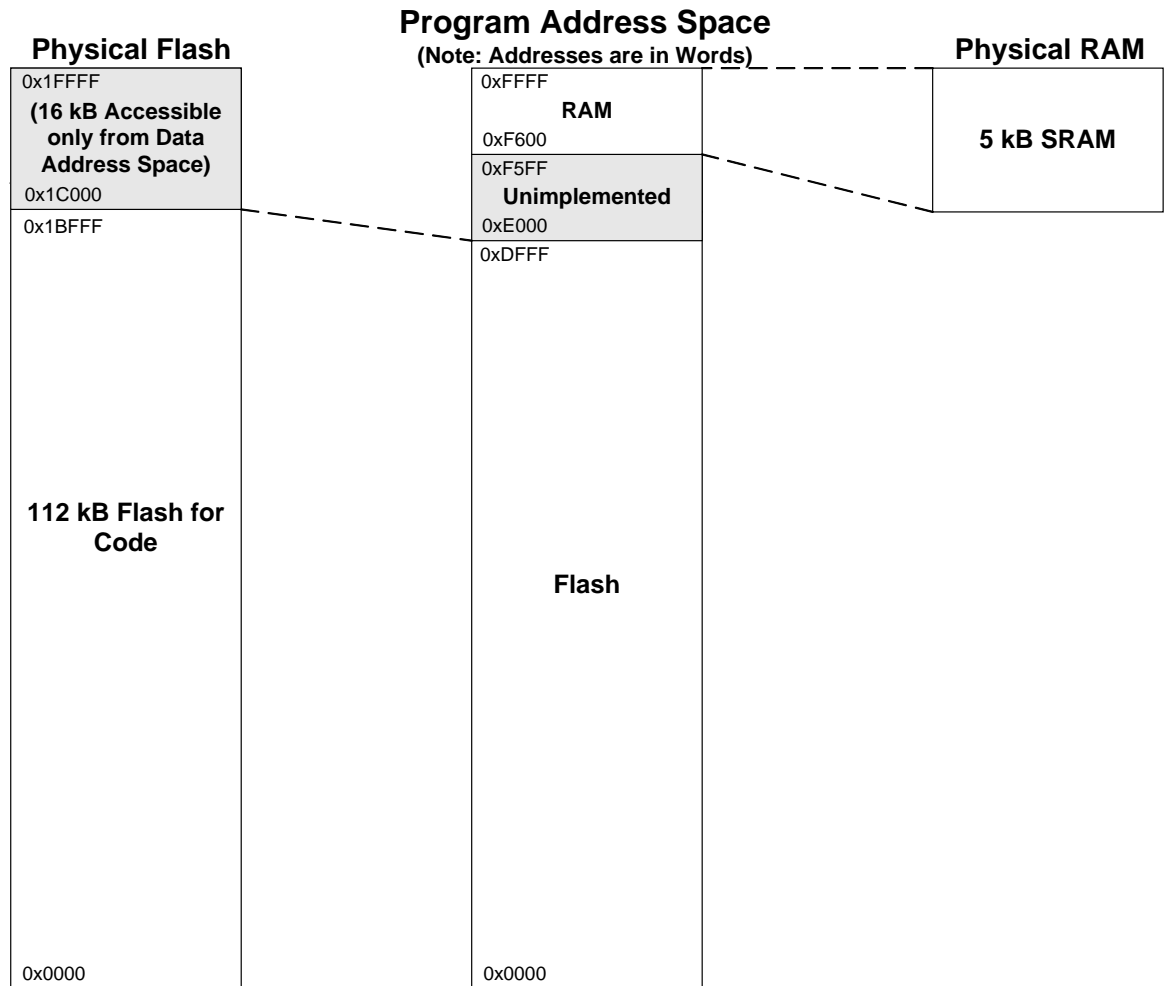 Program Address Space
(Note: Addresses are in Words)
Physical Flash
0x1FFFF
(16 kB Accessible
only from Data
Address Space)
0x1C000
0x1BFFF
112 kB Flash for
Code
0x0000
0xFFFF
RAM
0xF600
0xF5FF
Unimplemented
0xE000
0xDFFF
Flash
0x0000
Physical RAM
5 kB SRAM